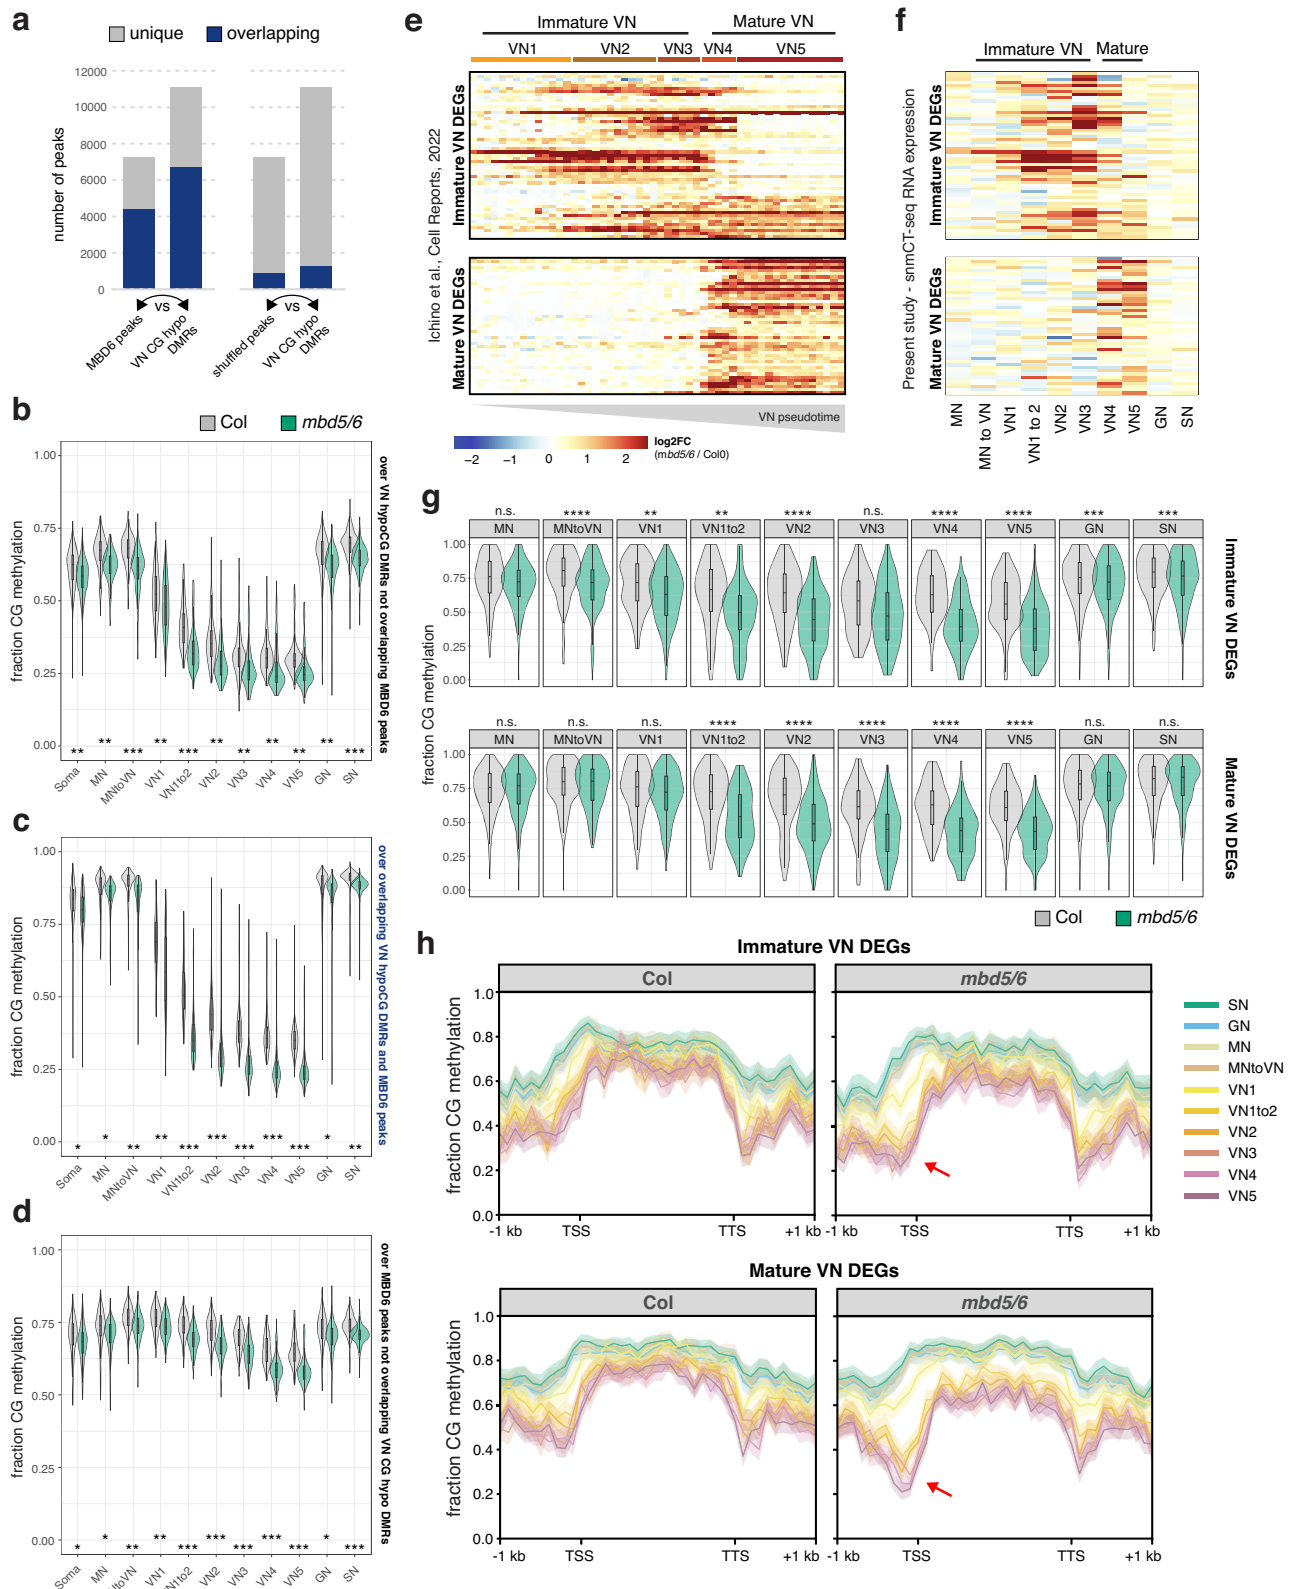 a
unique
overlapping
number of peaks
12000
10000
8000
6000
4000
2000
0
vs
vs
MBD6 peaks
VN CG hypo
DMRs
shuffled peaks
VN CG hypo
DMRs
b
Col
mbd5/6
fraction CG methylation
1.00
0.75
0.50
0.25
0.00
** ** *** ** *** ** ** ** ** ** ***
Soma
MN
MNtoVN
VN1
VN1to2
VN2
VN3
VN4
VN5
GN
SN
over VN hypoCG DMRs not overlapping MBD6 peaks
c
fraction CG methylation
1.00
0.75
0.50
0.25
0.00
* * ** ** *** *** *** *** *** * **
Soma
MN
MNtoVN
VN1
VN1to2
VN2
VN3
VN4
VN5
GN
SN
over overlapping VN hypoCG DMRs and MBD6 peaks
d
fraction CG methylation
1.00
0.75
0.50
0.25
0.00
* * ** ** *** *** *** *** *** * ***
Soma
MN
toVN
VN1
N1to2
VN2
VN3
VN4
VN5
GN
SN
over MBD6 peaks not overlapping VN CG hypo DMRs
e
Immature VN
Mature VN
VN1
VN2
VN3
VN4
VN5
Ichino et al., Cell Reports, 2022
Immature VN DEGs
Mature VN DEGs
VN pseudotime
−2
−1
0
1
2
log2FC
(mbd5/6 / Col0)
f
Immature VN
Mature
Present study - snmCT-seq RNA expression
Immature VN DEGs
Mature VN DEGs
MN
MN to VN
VN1
VN1 to 2
VN2
VN3
VN4
VN5
GN
SN
g
n.s. **** ** ** **** n.s. **** **** *** ***
MN MNtoVN VN1 VN1to2 VN2 VN3 VN4 VN5 GN SN
1.00
0.75
0.50
0.25
0.00
Immature VN DEGs
fraction CG methylation
n.s. n.s. n.s. **** **** **** **** **** n.s. n.s.
MN MNtoVN VN1 VN1to2 VN2 VN3 VN4 VN5 GN SN
1.00
0.75
0.50
0.25
0.00
Mature VN DEGs
Col
mbd5/6
h
Immature VN DEGs
Col
mbd5/6
fraction CG methylation
1.0
0.8
0.6
0.4
0.2
0.0
-1 kb
TSS
TTS
+1 kb
-1 kb
TSS
TTS
+1 kb
SN
GN
MN
MNtoVN
VN1
VN1to2
VN2
VN3
VN4
VN5
Mature VN DEGs
Col
mbd5/6
fraction CG methylation
1.0
0.8
0.6
0.4
0.2
0.0
-1 kb
TSS
TTS
+1 kb
-1 kb
TSS
TTS
+1 kb